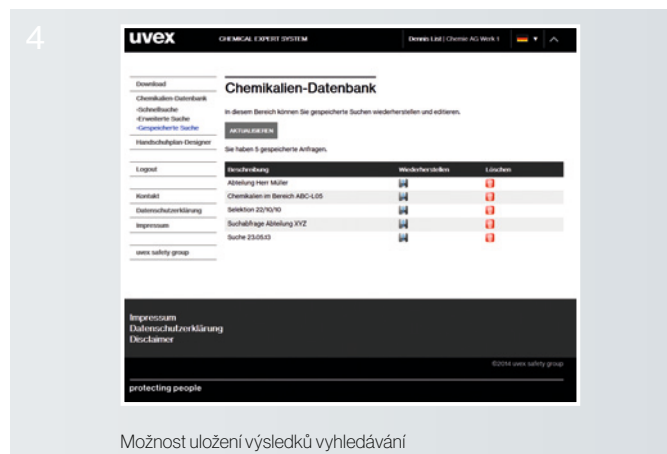 4
uvex
CHEMICAL EXPERT SYSTEM
Dennis List | Chemie AG Werk 1
Download
Chemikalien-Datenbank
-Schnellsuche
-Erweiterte Suche
-Gespeicherte Suche
Handschuhplan-Designer
Logout
Kontakt
Datenschutzerklärung
Impressum
uvex safety group
Chemikalien-Datenbank
In diesem Bereich können Sie gespeicherte Suchen wiederherstellen und editieren.
AKTUALISIEREN
Sie haben 5 gespeicherte Anfragen.
Beschreibung Wiederherstellen Löschen
Abteilung Herr Müller
Chemikalien im Bereich ABC-L05
Selektion 22/10/10
Suchabfrage Abteilung XYZ
Suche 23.05.13
Impressum
Datenschutzerklärung
Disclaimer
©2014 uvex safety group
protecting people
Možnost uložení výsledků vyhledávání